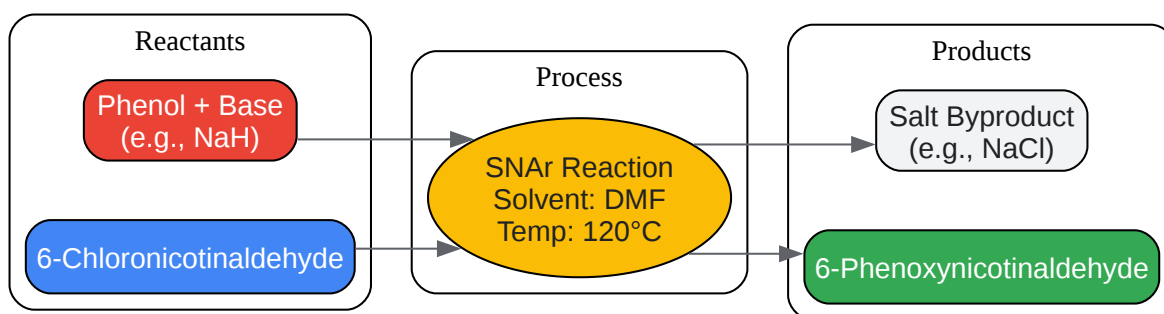 Reactants
Phenol + Base
(e.g., NaH)
6-Chloronicotinaldehyde
Process
SNAr Reaction
Solvent: DMF
Temp: 120°C
Products
Salt Byproduct
(e.g., NaCl)
6-Phenoxynicotinaldehyde